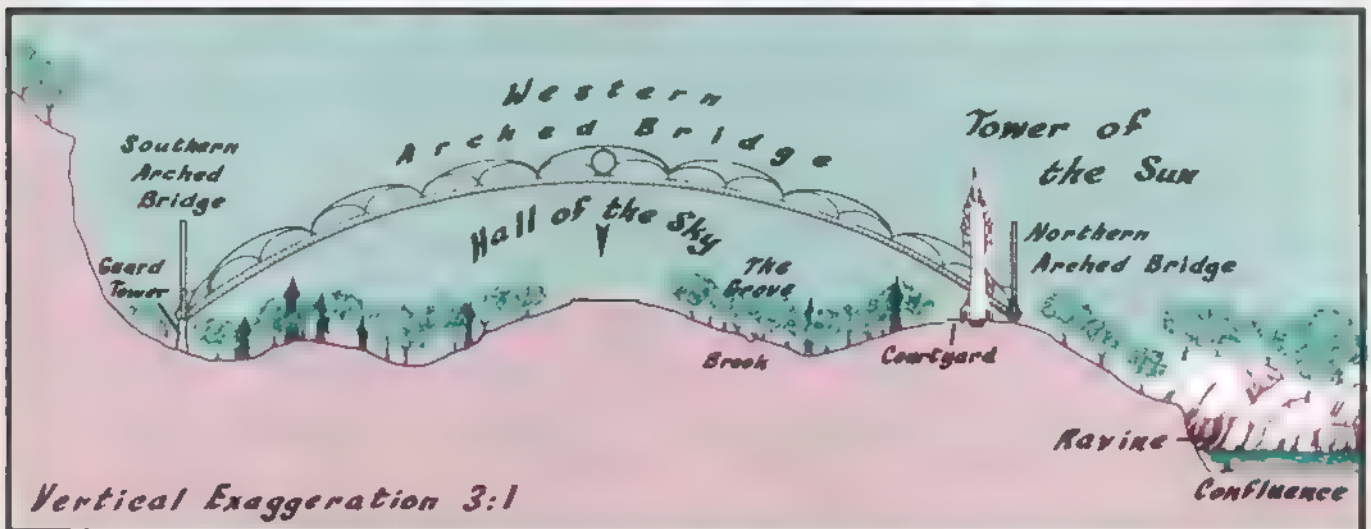 Western
Arched Bridge
Tower of
the Sun
Southern
Arched
Bridge
Hall of the Sky
Northern
Arched Bridge
Guard
Tower
The
Grove
Brook
Courtyard
Ravine
Confluence
Vertical Exaggeration 3:1